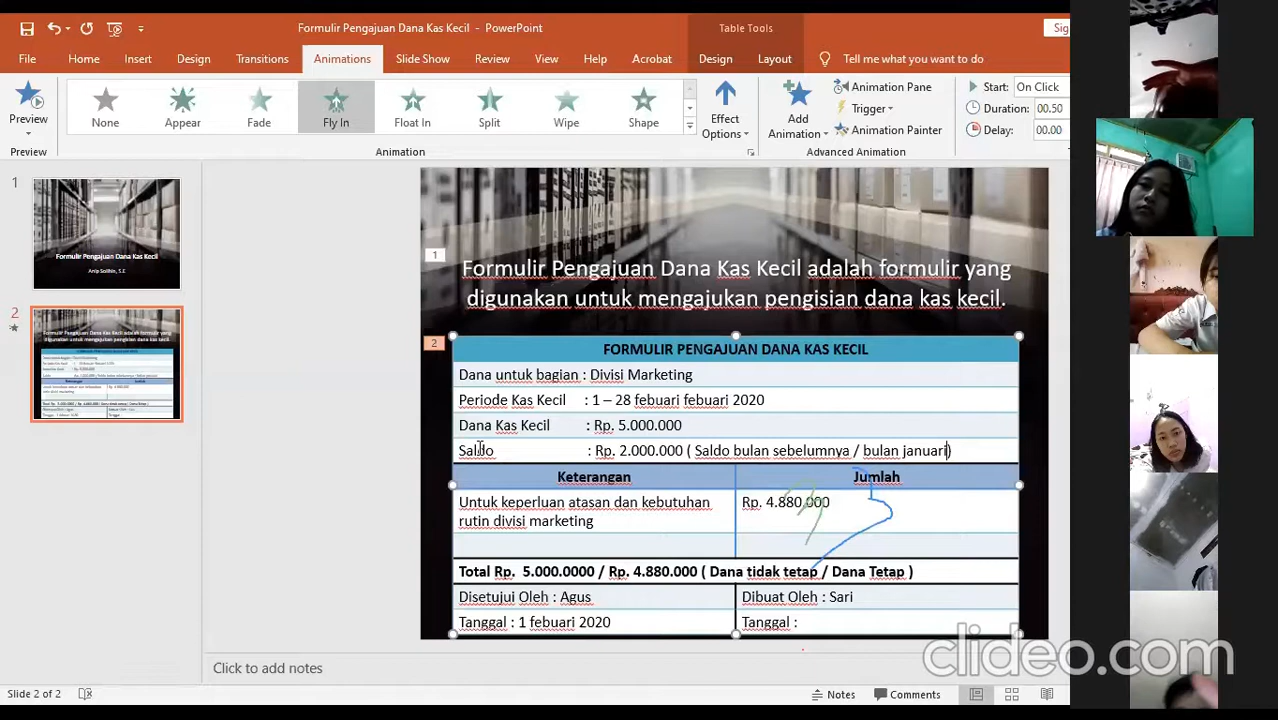 Formulir Pengajuan Dana Kas Kecil - PowerPoint
Table Tools
File Home Insert Design Transitions Animations Slide Show Review View Help Acrobat Design Layout Tell me what you want to do
Preview
None Appear Fade Fly In Float In Split Wipe Shape
Effect Options
Add Animation
Animation Pane
Trigger
Animation Painter
Start: On Click
Duration: 00.50
Delay: 00.00
Preview Animation Advanced Animation
1
Formulir Pengajuan Dana Kas Kecil
Anip Solihin, S.E
2
1
Formulir Pengajuan Dana Kas Kecil adalah formulir yang
digunakan untuk mengajukan pengisian dana kas kecil.
2
FORMULIR PENGAJUAN DANA KAS KECIL
Dana untuk bagian : Divisi Marketing
Periode Kas Kecil : 1 – 28 febuari febuari 2020
Dana Kas Kecil : Rp. 5.000.000
Saldo : Rp. 2.000.000 ( Saldo bulan sebelumnya / bulan januari)
Keterangan Jumlah
Untuk keperluan atasan dan kebutuhan Rp. 4.880.000
rutin divisi marketing
Total Rp. 5.000.0000 / Rp. 4.880.000 ( Dana tidak tetap / Dana Tetap )
Disetujui Oleh : Agus Dibuat Oleh : Sari
Tanggal : 1 febuari 2020 Tanggal :
Click to add notes
clideo.com
Slide 2 of 2
Notes Comments